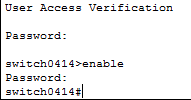 User Access Verification
Password:
switch0414>enable
Password:
switch0414#